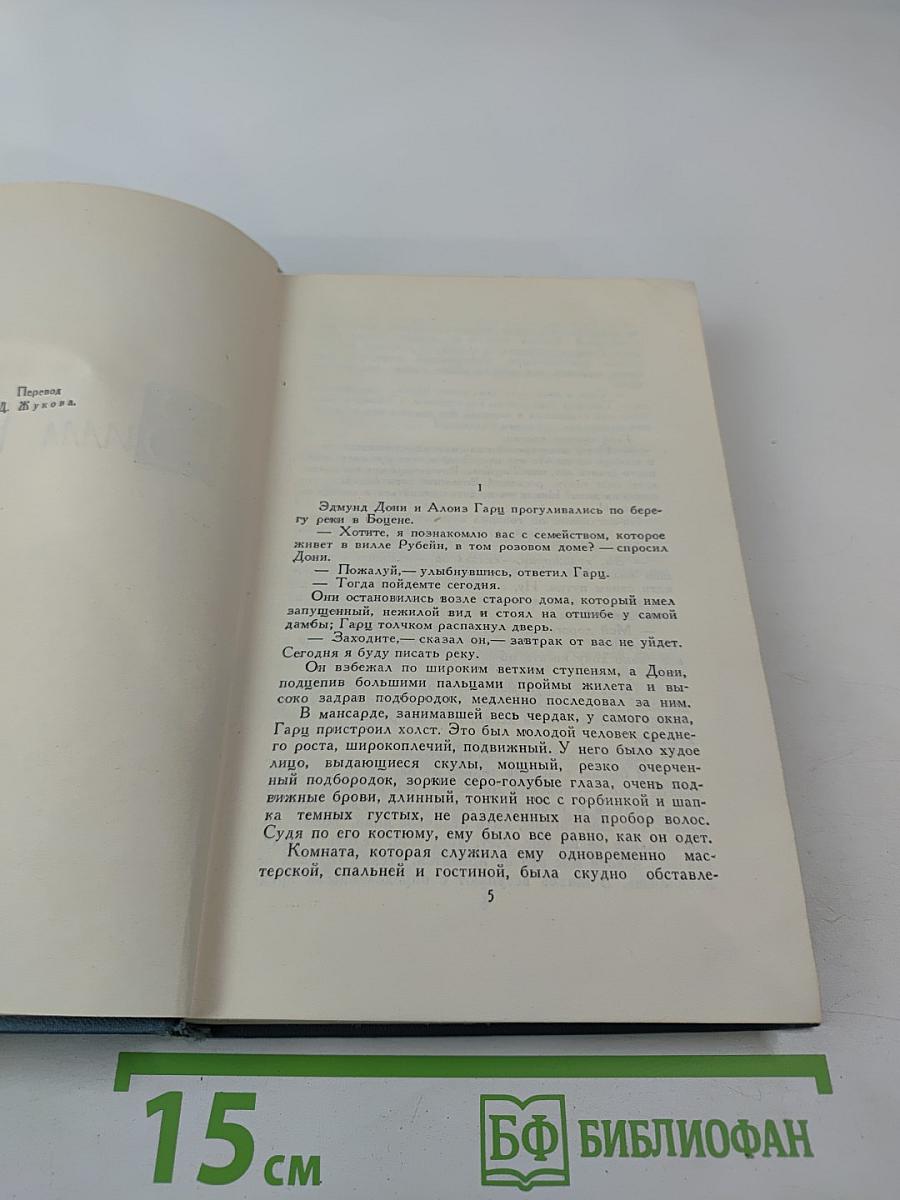 Перевод
Д. Жукова.
I
Эдмунд Дони и Алоиз Гарц прогуливались по бере-
гу реки в Боцене.
— Хотите, я познакомлю вас с семейством, которое
живет в вилле Рубейн, в том розовом доме? — спросил
Дони.
— Пожалуй,— улыбнувшись, ответил Гарц.
— Тогда пойдемте сегодня.
Они остановились возле старого дома, который имел
запущенный, нежилой вид и стоял на отшибе у самой
дамбы; Гарц толчком распахнул дверь.
— Заходите,— сказал он,— завтрак от вас не уйдет.
Сегодня я буду писать реку.
Он взбежал по широким ветхим ступеням, а Дони,
подцепив большими пальцами проймы жилета и вы-
соко задрав подбородок, медленно последовал за ним.
В мансарде, занимавшей весь чердак, у самого окна,
Гарц пристроил холст. Это был молодой человек средне-
го роста, широкоплечий, подвижный. У него было худое
лицо, выдающиеся скулы, мощный, резко очерчен-
ный подбородок, зоркие серо-голубые глаза, очень под-
вижные брови, длинный, тонкий нос с горбинкой и шап-
ка темных густых, не разделенных на пробор волос.
Судя по его костюму, ему было все равно, как он одет.
Комната, которая служила ему одновременно мас-
терской, спальней и гостиной, была скудно обставле-
5
15 см
БФ БИБЛИОФАН